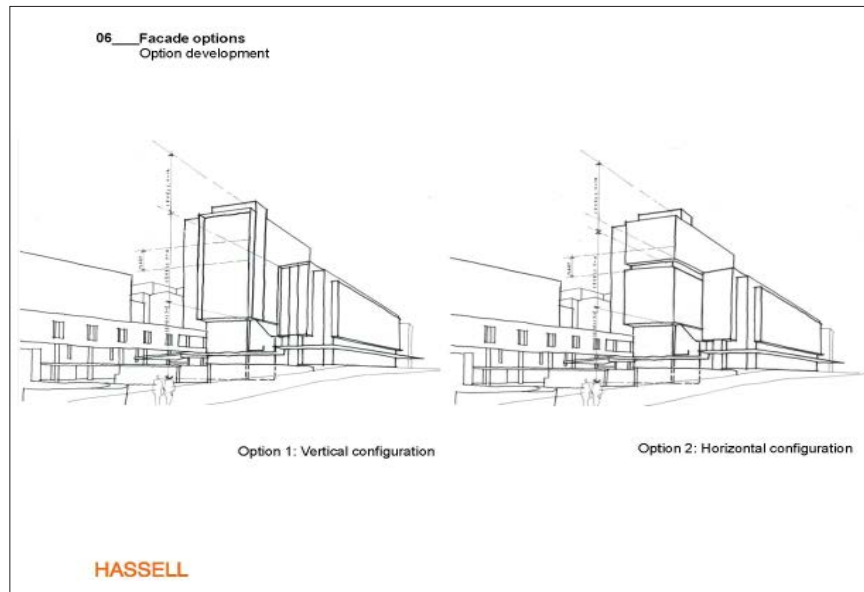 06___Facade options
Option development
Option 1: Vertical configuration
Option 2: Horizontal configuration
HASSELL